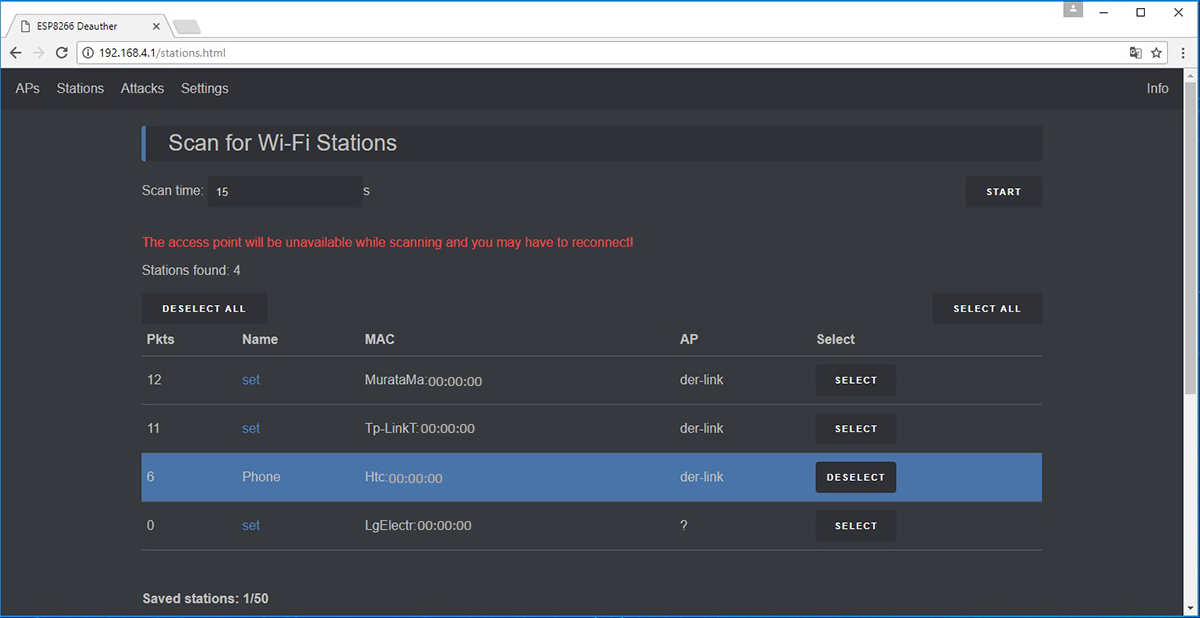 ESP8266 Deauther
192.168.4.1/stations.html
APs Stations Attacks Settings Info
Scan for Wi-Fi Stations
Scan time: 15 s START
The access point will be unavailable while scanning and you may have to reconnect!
Stations found: 4
DESELECT ALL SELECT ALL
Pkts Name MAC AP Select
12 set MurataMa:00:00:00 der-link SELECT
11 set Tp-LinkT:00:00:00 der-link SELECT
6 Phone Htc:00:00:00 der-link DESELECT
0 set LgElectr:00:00:00 ? SELECT
Saved stations: 1/50